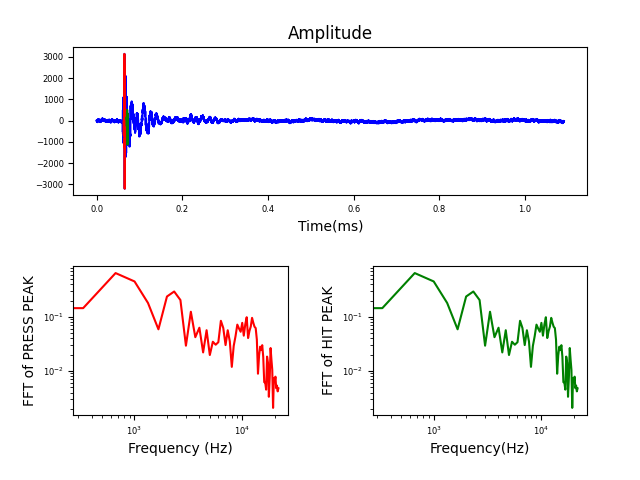 Amplitude
3000
2000
1000
0
−1000
−2000
−3000
0.0 0.2 0.4 0.6 0.8 1.0
Time(ms)
FFT of PRESS PEAK
10⁻¹
10⁻²
10³ 10⁴
Frequency (Hz)
FFT of HIT PEAK
10⁻¹
10⁻²
10³ 10⁴
Frequency(Hz)